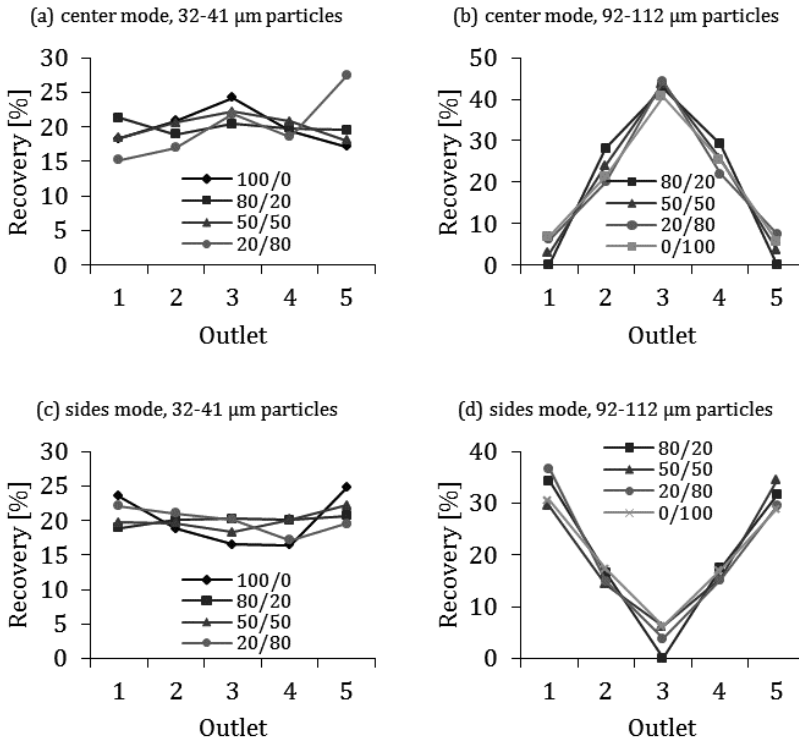 (a) center mode, 32-41 µm particles
Recovery [%]
30
25
20
15
10
5
0
100/0
80/20
50/50
20/80
1 2 3 4 5
Outlet
(b) center mode, 92-112 µm particles
Recovery [%]
50
40
30
20
10
0
80/20
50/50
20/80
0/100
1 2 3 4 5
Outlet
(c) sides mode, 32-41 µm particles
Recovery [%]
30
25
20
15
10
5
0
100/0
80/20
50/50
20/80
1 2 3 4 5
Outlet
(d) sides mode, 92-112 µm particles
Recovery [%]
40
30
20
10
0
80/20
50/50
20/80
0/100
1 2 3 4 5
Outlet